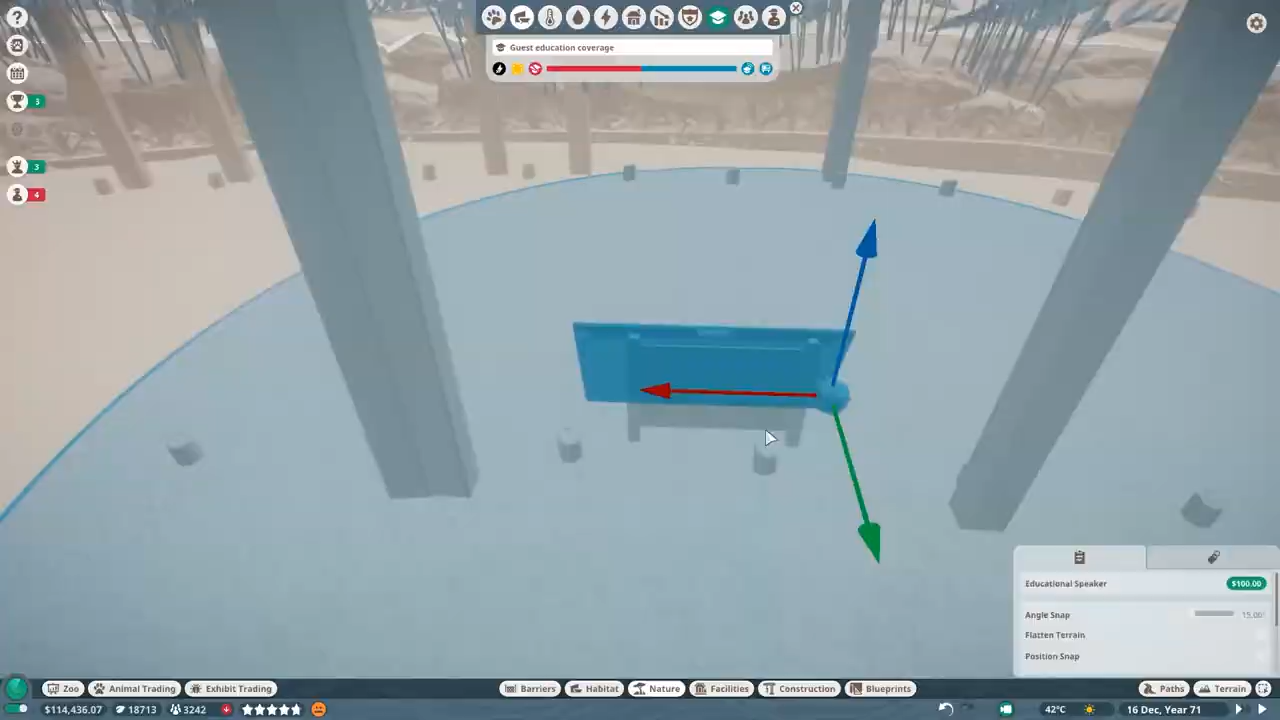 Guest education coverage
3
3
4
Educational Speaker
$100.00
Angle Snap
15.00°
Flatten Terrain
Position Snap
Zoo
Animal Trading
Exhibit Trading
Barriers
Habitat
Nature
Facilities
Construction
Blueprints
Paths
Terrain
$114,436.07
18713
3242
42°C
16 Dec, Year 71